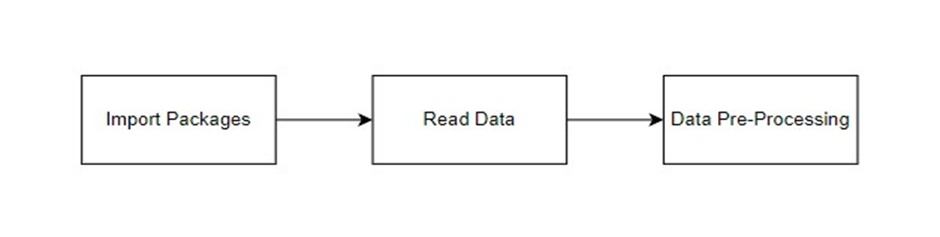 Import Packages
Read Data
Data Pre-Processing